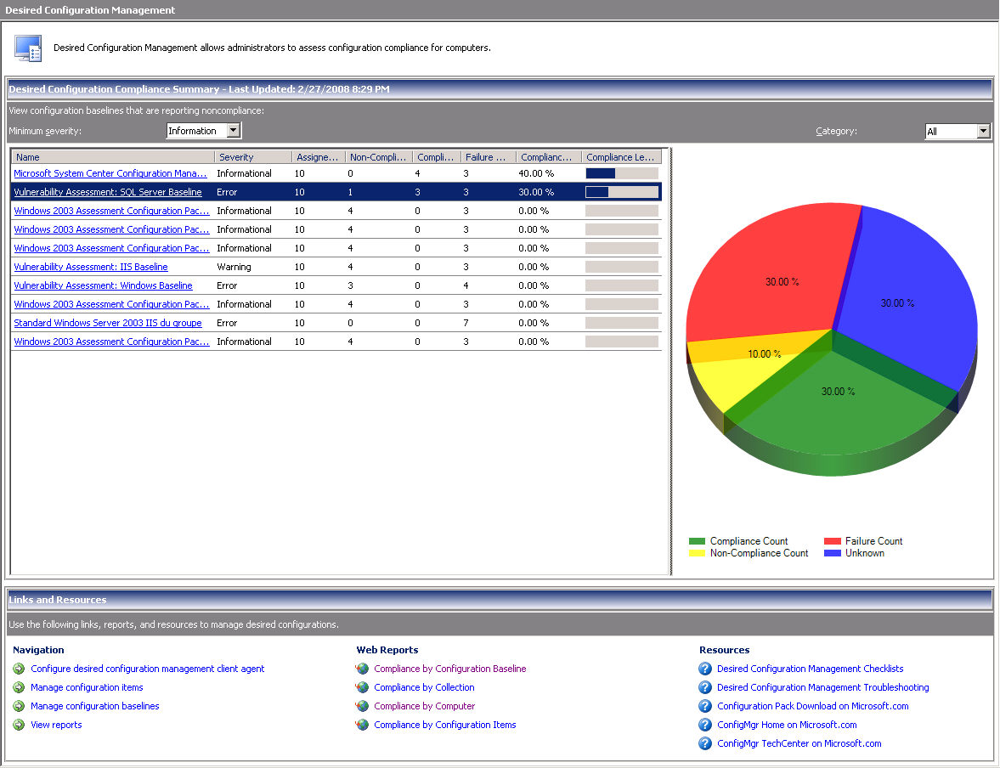 Desired Configuration Management
Desired Configuration Management allows administrators to assess configuration compliance for computers.
Desired Configuration Compliance Summary - Last Updated: 2/27/2008 8:29 PM
View configuration baselines that are reporting noncompliance:
Minimum severity: Information Category: All
Name Severity Assigne... Non-Compli... Compli... Failure ... Complianc... Compliance Le...
Microsoft System Center Configuration Mana... Informational 10 0 4 3 40.00 %
Vulnerability Assessment: SQL Server Baseline Error 10 1 3 3 30.00 %
Windows 2003 Assessment Configuration Pac... Informational 10 4 0 3 0.00 %
Windows 2003 Assessment Configuration Pac... Informational 10 4 0 3 0.00 %
Windows 2003 Assessment Configuration Pac... Informational 10 4 0 3 0.00 %
Vulnerability Assessment: IIS Baseline Warning 10 4 0 3 0.00 %
Vulnerability Assessment: Windows Baseline Error 10 3 0 4 0.00 %
Windows 2003 Assessment Configuration Pac... Informational 10 4 0 3 0.00 %
Standard Windows Server 2003 IIS du groupe Error 10 0 0 7 0.00 %
Windows 2003 Assessment Configuration Pac... Informational 10 4 0 3 0.00 %
30.00 %
30.00 %
10.00 %
30.00 %
Compliance Count Failure Count
Non-Compliance Count Unknown
Links and Resources
Use the following links, reports, and resources to manage desired configurations.
Navigation
Configure desired configuration management client agent
Manage configuration items
Manage configuration baselines
View reports
Web Reports
Compliance by Configuration Baseline
Compliance by Collection
Compliance by Computer
Compliance by Configuration Items
Resources
Desired Configuration Management Checklists
Desired Configuration Management Troubleshooting
Configuration Pack Download on Microsoft.com
ConfigMgr Home on Microsoft.com
ConfigMgr TechCenter on Microsoft.com